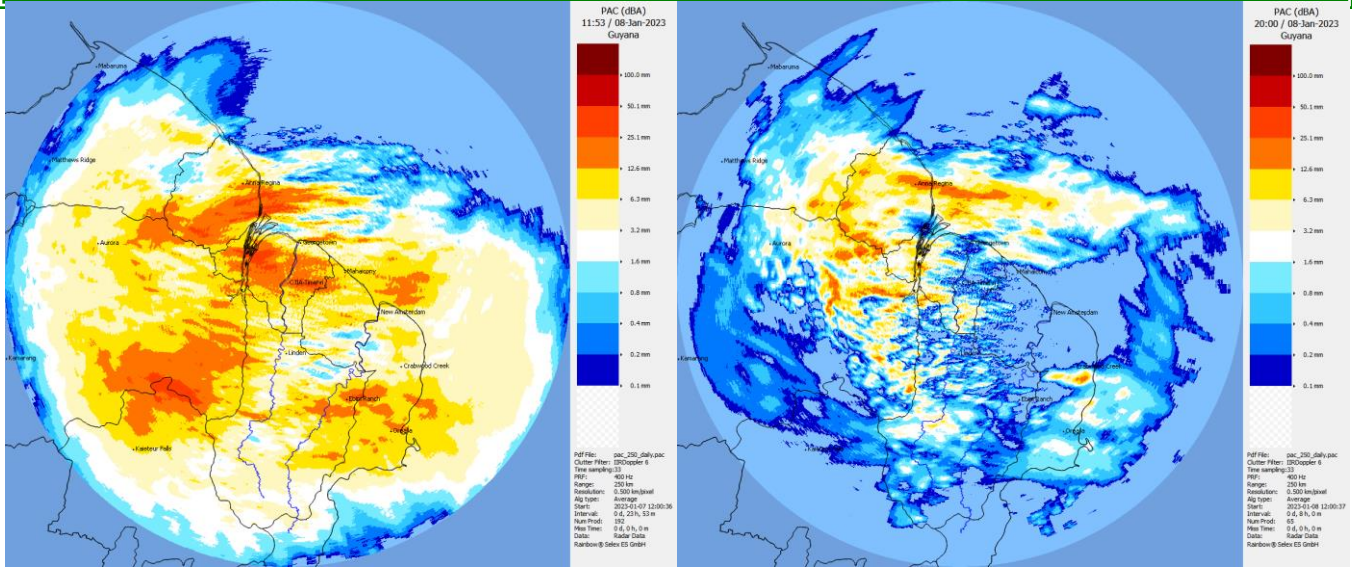 PAC (dBA)
11:53 / 08-Jan-2023
Guyana
100.0 mm
50.1 mm
25.1 mm
12.6 mm
6.3 mm
3.2 mm
1.6 mm
0.8 mm
0.4 mm
0.2 mm
0.1 mm
Pdf File: pac_250_daily.pac
Clutter Filter: IIRDoppler 6
Time sampling: 33
PRF: 400 Hz
Range: 250 km
Resolution: 0.500 km/pixel
Alg type: Average
Start: 2023-01-07 12:00:36
Interval: 0 d, 23 h, 53 m
Num Prod: 192
Miss Time: 0 d, 0 h, 0 m
Data: Radar Data
Rainbow® Selex ES GmbH
Mabaruma
Matthews Ridge
Anna Regina
Aurora
Georgetown
Mahaicony
CJIA-Timehri
New Amsterdam
Kamarang
Linden
Crabwood Creek
Ebini Ranch
Orealla
Kaieteur Falls
PAC (dBA)
20:00 / 08-Jan-2023
Guyana
100.0 mm
50.1 mm
25.1 mm
12.6 mm
6.3 mm
3.2 mm
1.6 mm
0.8 mm
0.4 mm
0.2 mm
0.1 mm
Pdf File: pac_250_daily.pac
Clutter Filter: IIRDoppler 6
Time sampling: 33
PRF: 400 Hz
Range: 250 km
Resolution: 0.500 km/pixel
Alg type: Average
Start: 2023-01-08 12:00:37
Interval: 0 d, 8 h, 0 m
Num Prod: 65
Miss Time: 0 d, 0 h, 0 m
Data: Radar Data
Rainbow® Selex ES GmbH
Mabaruma
Matthews Ridge
Anna Regina
Aurora
Georgetown
New Amsterdam
Kamarang
Linden
Ebini Ranch
Orealla